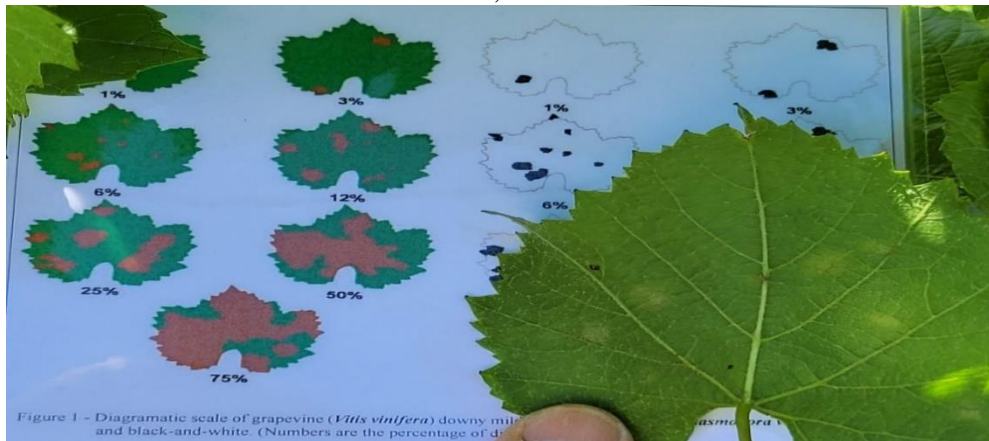 1% 3% 1% 3%
6% 12% 6%
25% 50%
75%
Figure 1 - Diagramatic scale of grapevine (Vitis vinifera) downy
and black-and-white. (Numbers are the percentage of